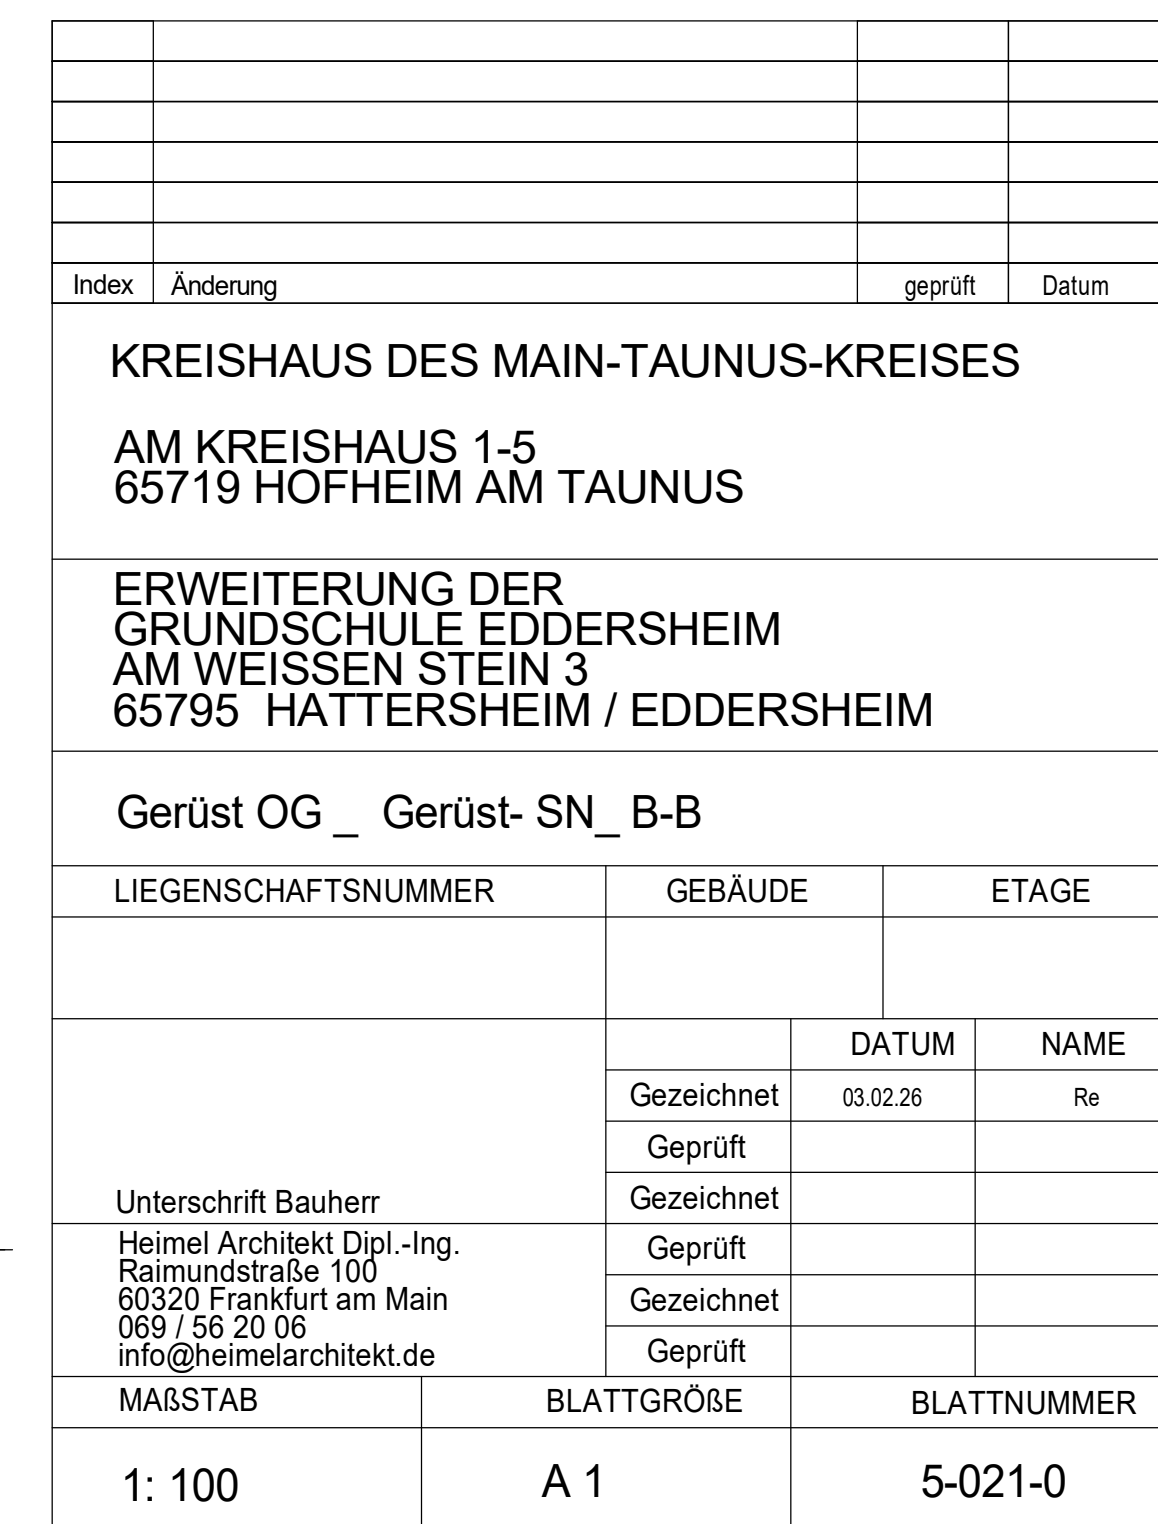 Index Änderung geprüft Datum
KREISHAUS DES MAIN-TAUNUS-KREISES
AM KREISHAUS 1-5
65719 HOFHEIM AM TAUNUS
ERWEITERUNG DER
GRUNDSCHULE EDDERSHEIM
AM WEISSEN STEIN 3
65795 HATTERSHEIM / EDDERSHEIM
Gerüst OG _ Gerüst- SN_ B-B
LIEGENSCHAFTSNUMMER GEBÄUDE ETAGE
DATUM NAME
Gezeichnet 03.02.26 Re
Geprüft
Unterschrift Bauherr
Gezeichnet
Heimel Architekt Dipl.-Ing.
Raimundstraße 100
60320 Frankfurt am Main
069 / 56 20 06
info@heimelarchitekt.de
Geprüft
Gezeichnet
Geprüft
MAßSTAB BLATTGRÖßE BLATTNUMMER
1: 100 A 1 5-021-0